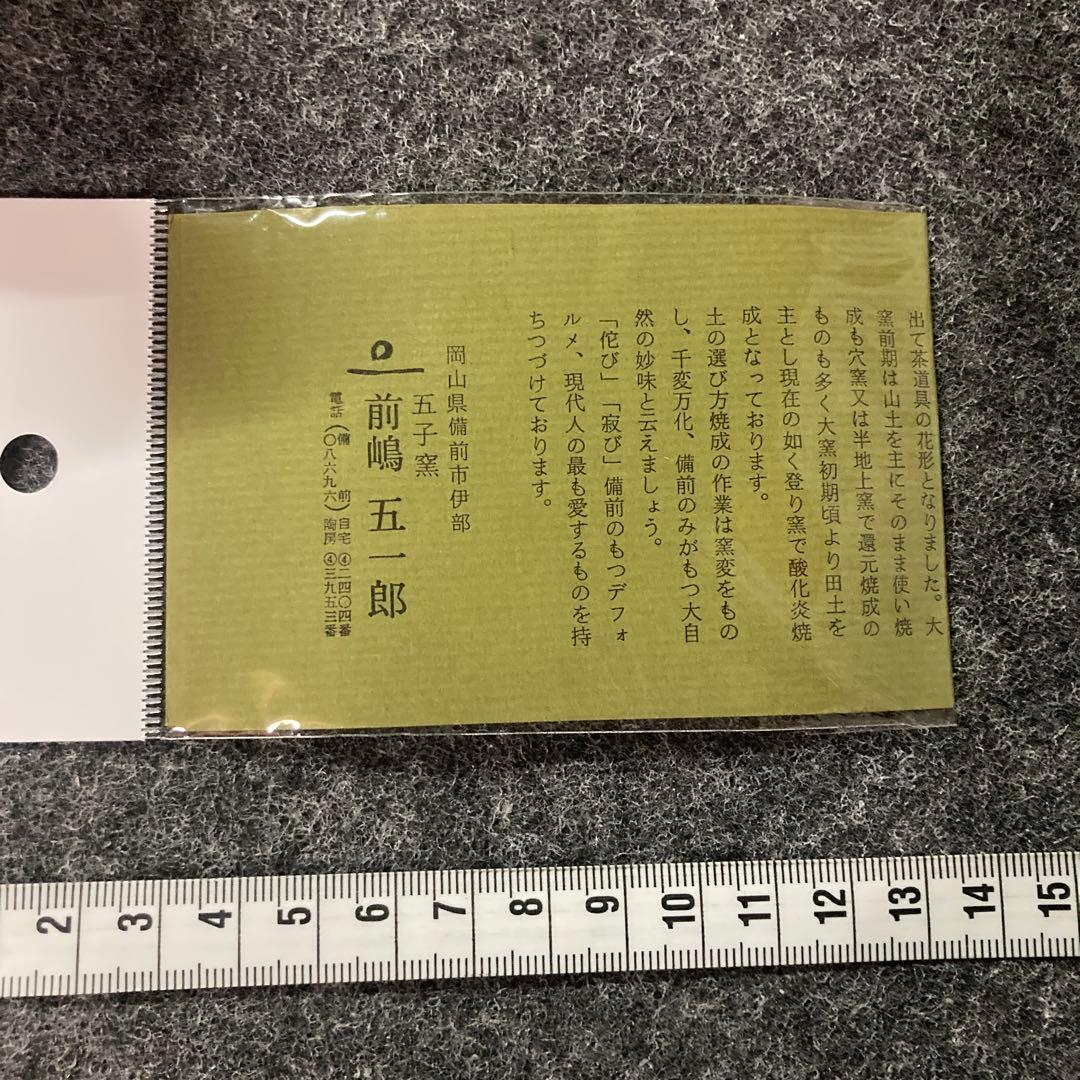 出て茶道具の花形となりました。大
窯前期は山土を主にそのまま使い焼
成も穴窯又は半地上窯で還元焼成の
ものも多く大窯初期頃より田土を
主とし現在の如く登り窯で酸化炎焼
成となっております。
土の選び方焼成の作業は窯変をもの
し、千変万化、備前のみがもつ大自
然の妙味と云えましょう。
「侘び」「寂び」備前のもつデフォ
ルメ、現代人の最も愛するものを持
ちつづけております。
岡山県備前市伊部
五子窯
前嶋五一郎
電話(備前〇八六九六)自宅④二四〇四番
陶房④三九五三番
2 3 4 5 6 7 8 9 10 11 12 13 14 15